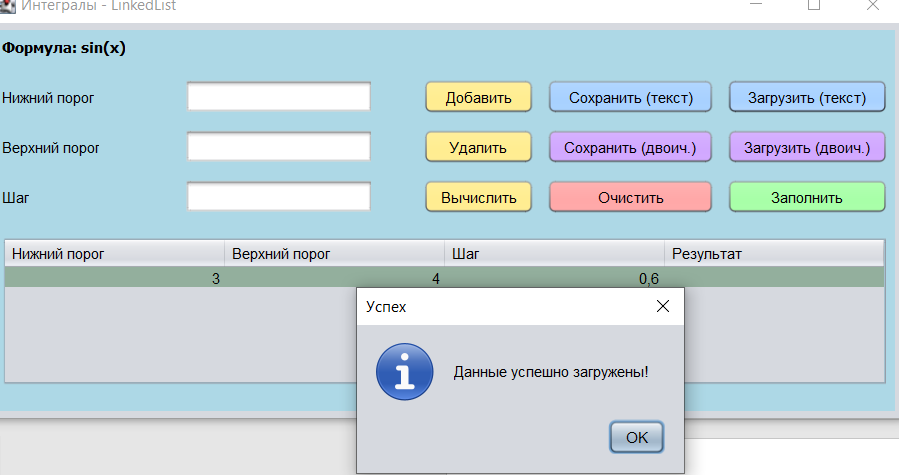 Интегралы - LinkedList
Формула: sin(x)
Нижний порог
Добавить
Сохранить (текст)
Загрузить (текст)
Верхний порог
Удалить
Сохранить (двоич.)
Загрузить (двоич.)
Шаг
Вычислить
Очистить
Заполнить
Нижний порог Верхний порог Шаг Результат
3 4 0,6
Успех
Данные успешно загружены!
OK